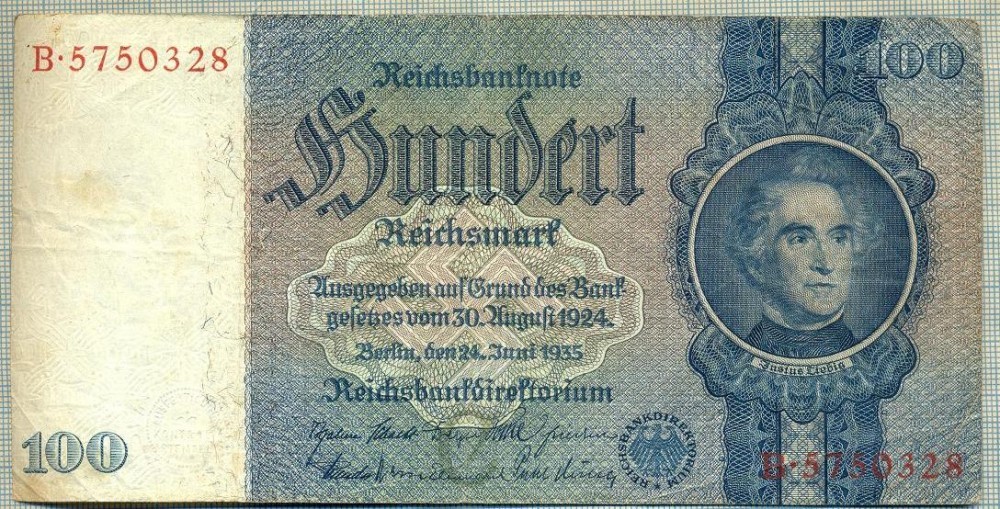 B·5750328
100
Reichsbanknote
Hundert
Reichsmark
Ausgegeben auf Grund des Bank-
gesetzes vom 30. August 1924.
Berlin, den 24. Juni 1935
Reichsbankdirektorium
Justus Liebig
REICHSBANKDIREKTORIUM
100
B·5750328